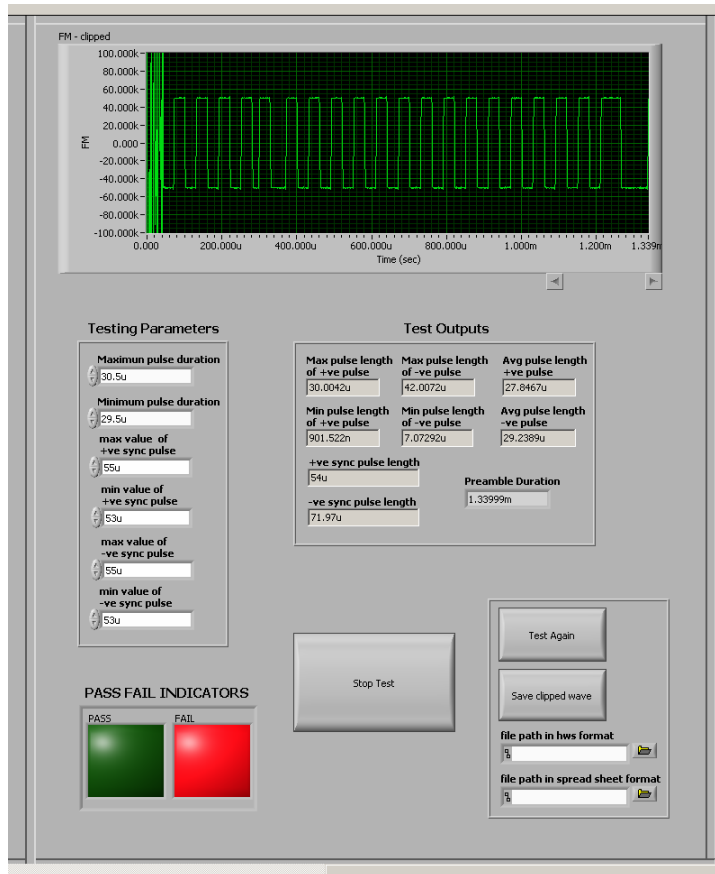 FM - clipped
100.000k
80.000k
60.000k
40.000k
20.000k
0.000
-20.000k
-40.000k
-60.000k
-80.000k
-100.000k
FM
0.000 200.000u 400.000u 600.000u 800.000u 1.000m 1.200m 1.339m
Time (sec)
Testing Parameters
Maximun pulse duration
30.5u
Minimum pulse duration
29.5u
max value of
+ve sync pulse
55u
min value of
+ve sync pulse
53u
max value of
-ve sync pulse
55u
min value of
-ve sync pulse
53u
Test Outputs
Max pulse length Max pulse length Avg pulse length
of +ve pulse of -ve pulse +ve pulse
30.0042u 42.0072u 27.8467u
Min pulse length Min pulse length Avg pulse length
of +ve pulse of -ve pulse -ve pulse
901.522n 7.07292u 29.2389u
+ve sync pulse length
54u
-ve sync pulse length
71.97u
Preamble Duration
1.33999m
PASS FAIL INDICATORS
PASS FAIL
Stop Test
Test Again
Save clipped wave
file path in hws format
file path in spread sheet format